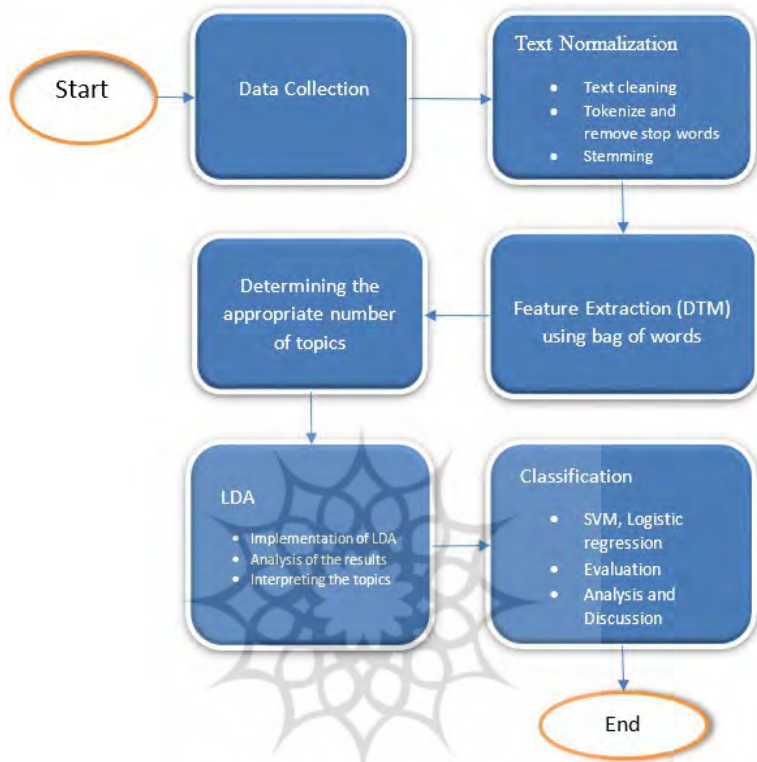 Start
Data Collection
Text Normalization
• Text cleaning
• Tokenize and
remove stop words
• Stemming
Feature Extraction (DTM)
using bag of words
Determining the
appropriate number
of topics
LDA
• Implementation of LDA
• Analysis of the results
• Interpreting the topics
Classification
• SVM, Logistic
regression
• Evaluation
• Analysis and
Discussion
End